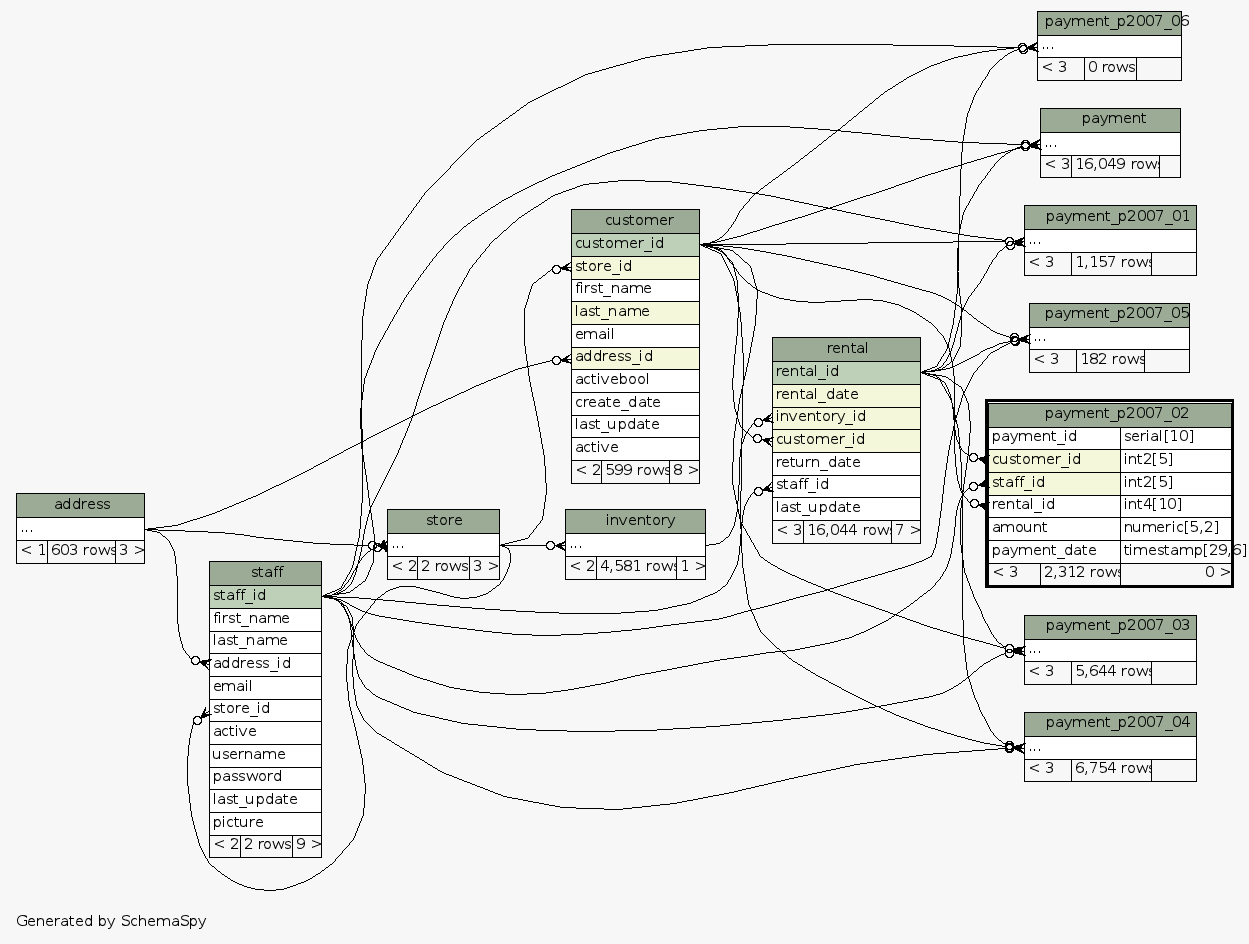 payment_p2007_06
...
< 3 0 rows
payment
...
< 3 16,049 rows
payment_p2007_01
...
< 3 1,157 rows
payment_p2007_05
...
< 3 182 rows
customer
customer_id
store_id
first_name
last_name
email
address_id
activebool
create_date
last_update
active
< 2 599 rows 8 >
rental
rental_id
rental_date
inventory_id
customer_id
return_date
staff_id
last_update
< 3 16,044 rows 7 >
payment_p2007_02
payment_id serial[10]
customer_id int2[5]
staff_id int2[5]
rental_id int4[10]
amount numeric[5,2]
payment_date timestamp[29,6]
< 3 2,312 rows 0 >
address
...
< 1 603 rows 3 >
store
...
< 2 2 rows 3 >
inventory
...
< 2 4,581 rows 1 >
staff
staff_id
first_name
last_name
address_id
email
store_id
active
username
password
last_update
picture
< 2 2 rows 9 >
payment_p2007_03
...
< 3 5,644 rows
payment_p2007_04
...
< 3 6,754 rows
Generated by SchemaSpy